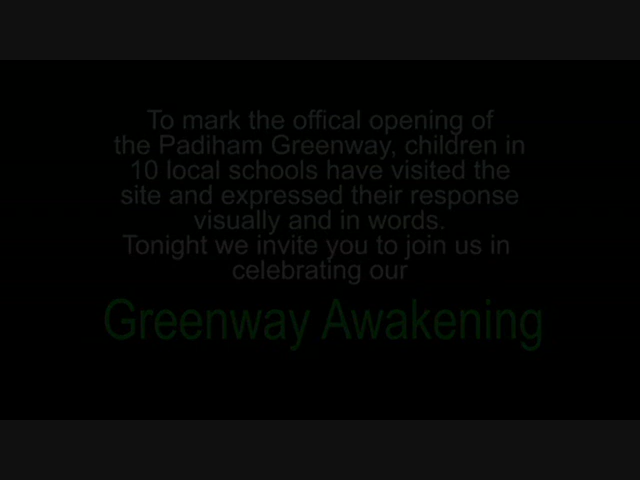 To mark the offical opening of
the Padiham Greenway, children in
10 local schools have visited the
site and expressed their response
visually and in words.
Tonight we invite you to join us in
celebrating our
Greenway Awakening